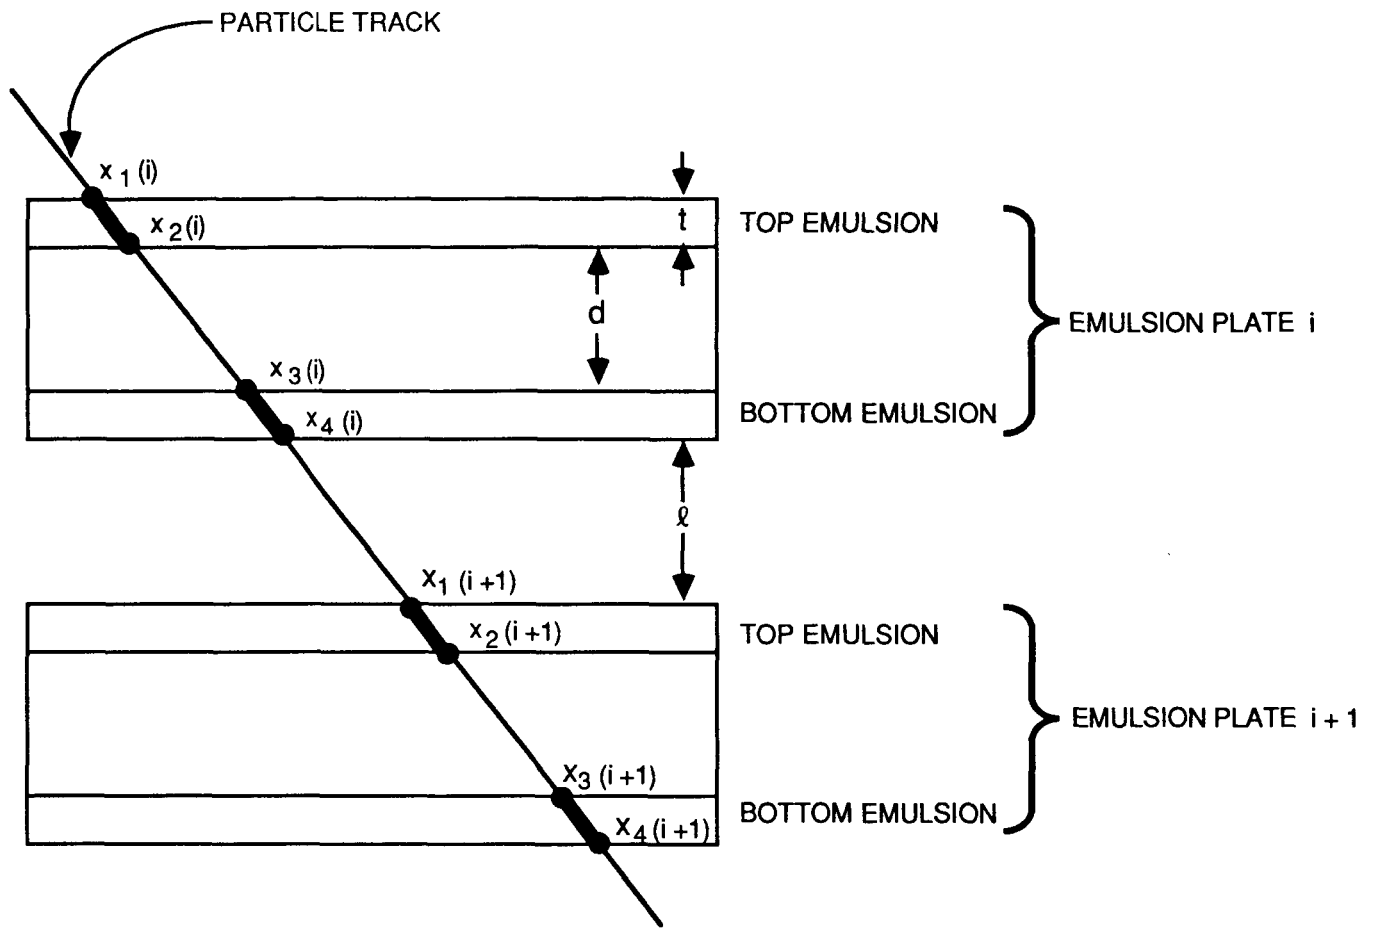 PARTICLE TRACK
x1 (i)
x2 (i)
t
TOP EMULSION
d
EMULSION PLATE i
x3 (i)
x4 (i)
BOTTOM EMULSION
ℓ
x1 (i +1)
x2 (i +1)
TOP EMULSION
EMULSION PLATE i + 1
x3 (i +1)
x4 (i +1)
BOTTOM EMULSION